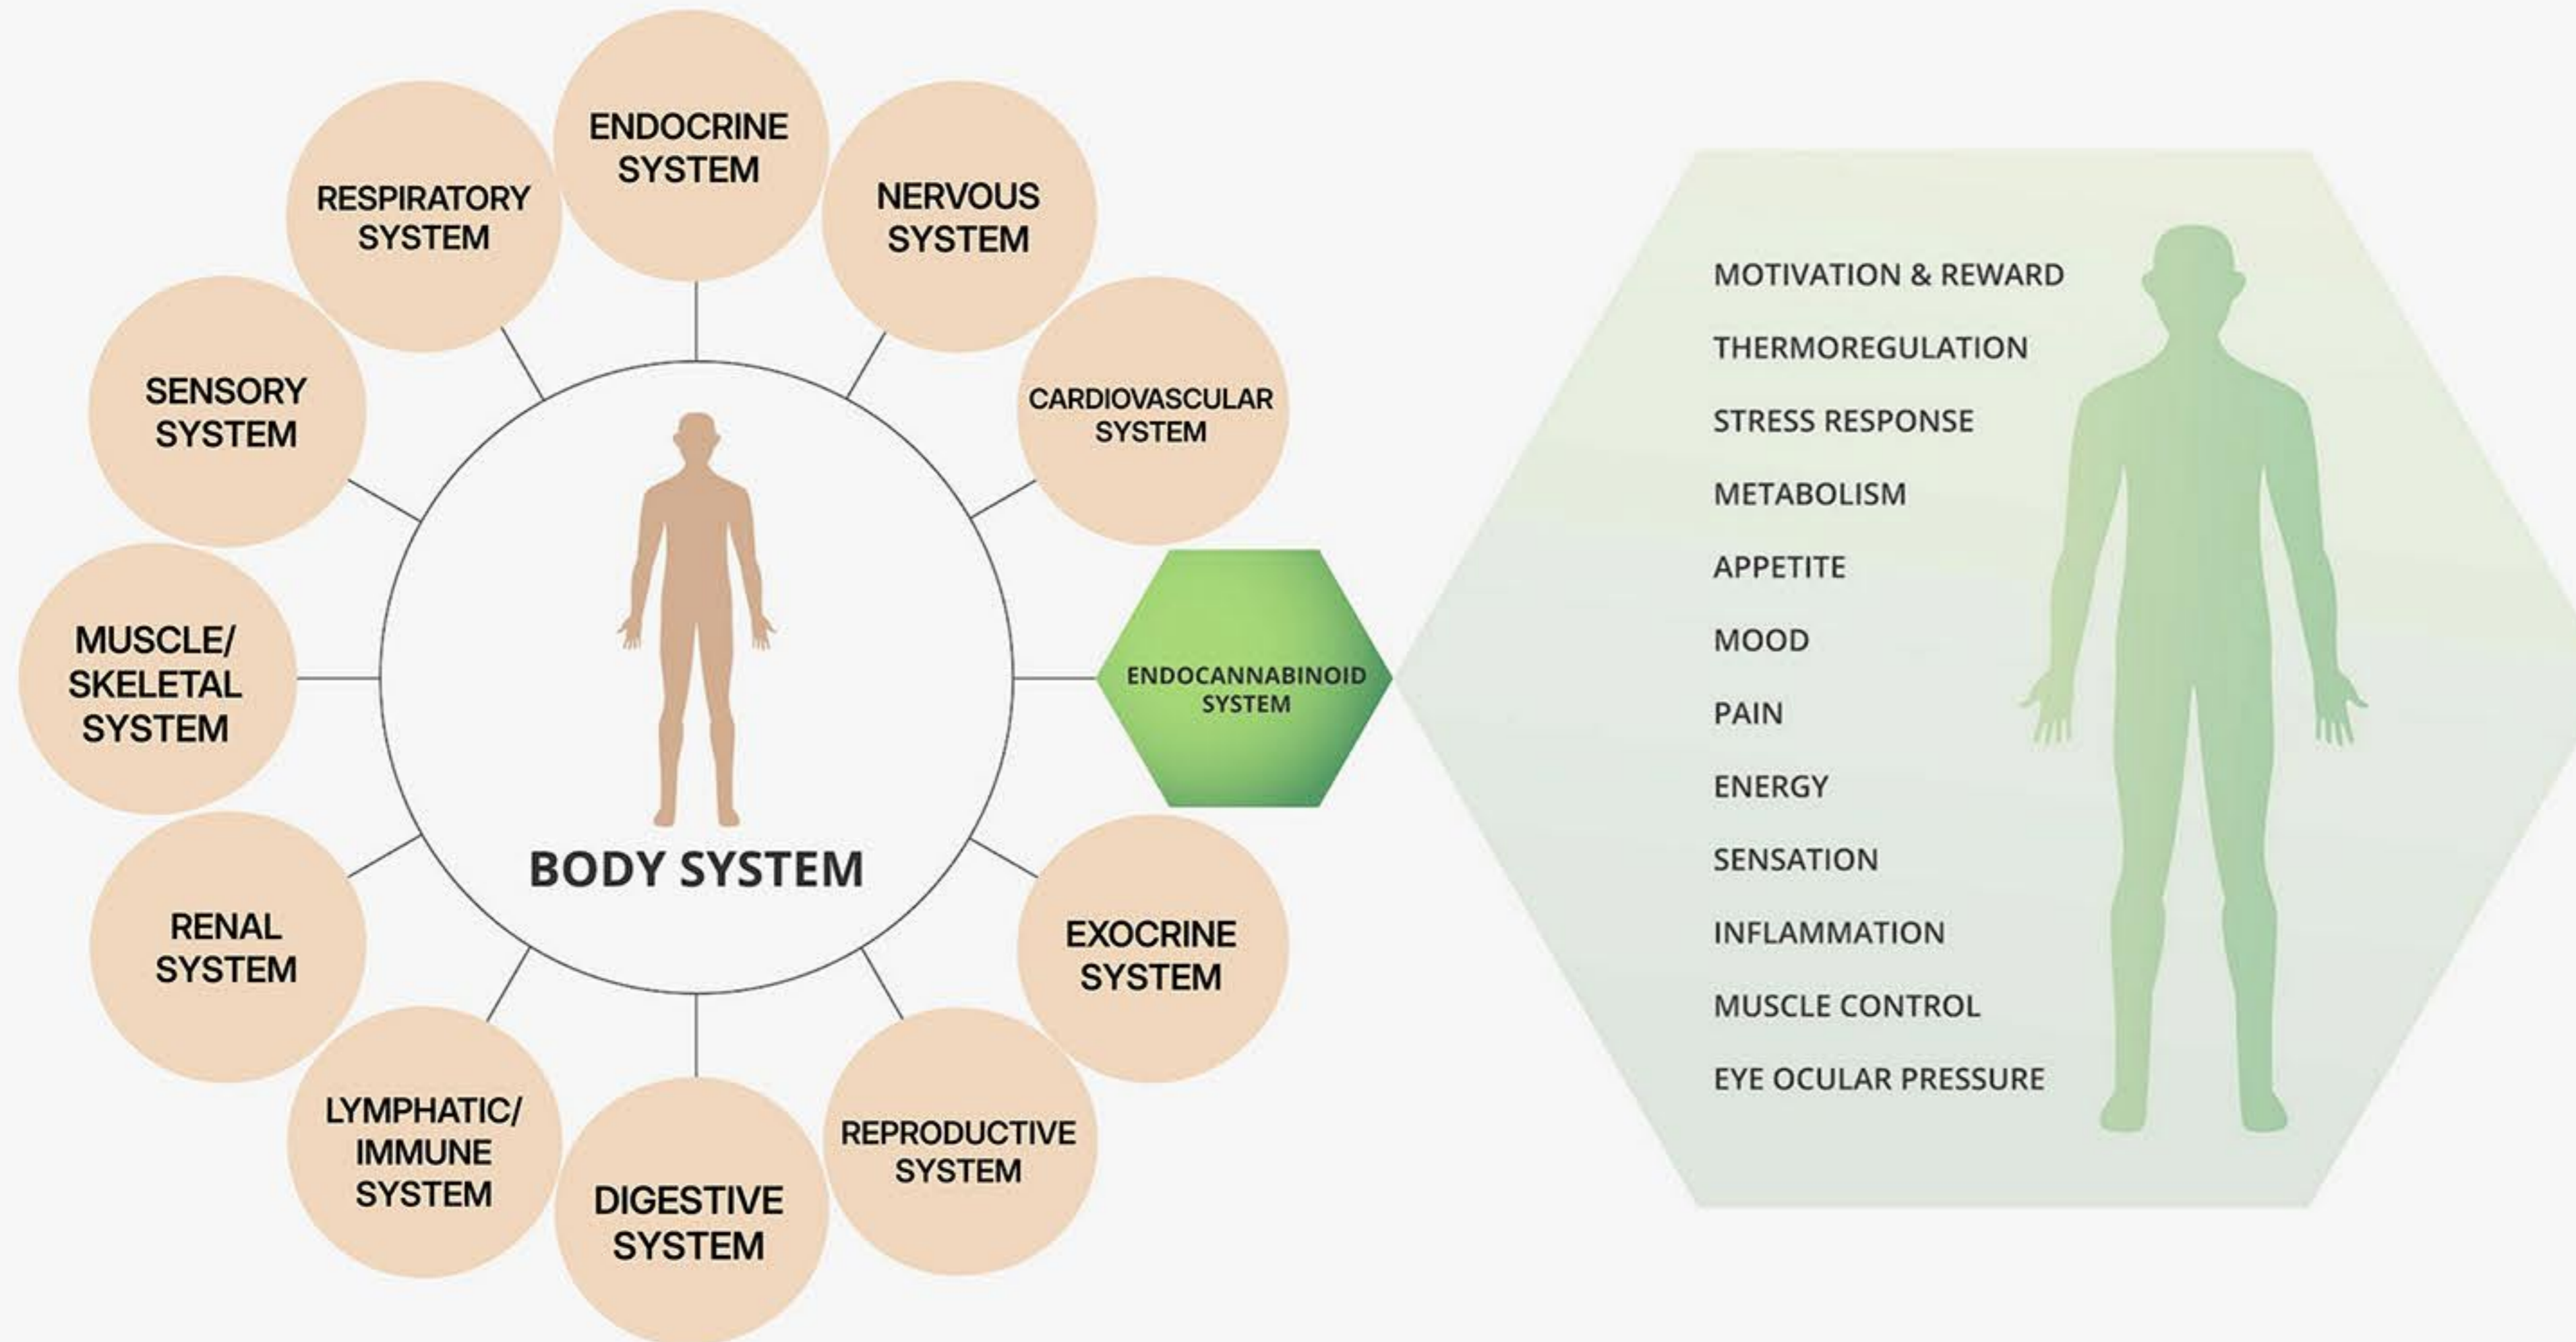 ENDOCRINE
SYSTEM
NERVOUS
SYSTEM
CARDIOVASCULAR
SYSTEM
ENDOCANNABINOID
SYSTEM
EXOCRINE
SYSTEM
REPRODUCTIVE
SYSTEM
DIGESTIVE
SYSTEM
LYMPHATIC/
IMMUNE
SYSTEM
RENAL
SYSTEM
MUSCLE/
SKELETAL
SYSTEM
SENSORY
SYSTEM
RESPIRATORY
SYSTEM
BODY SYSTEM
MOTIVATION & REWARD
THERMOREGULATION
STRESS RESPONSE
METABOLISM
APPETITE
MOOD
PAIN
ENERGY
SENSATION
INFLAMMATION
MUSCLE CONTROL
EYE OCULAR PRESSURE